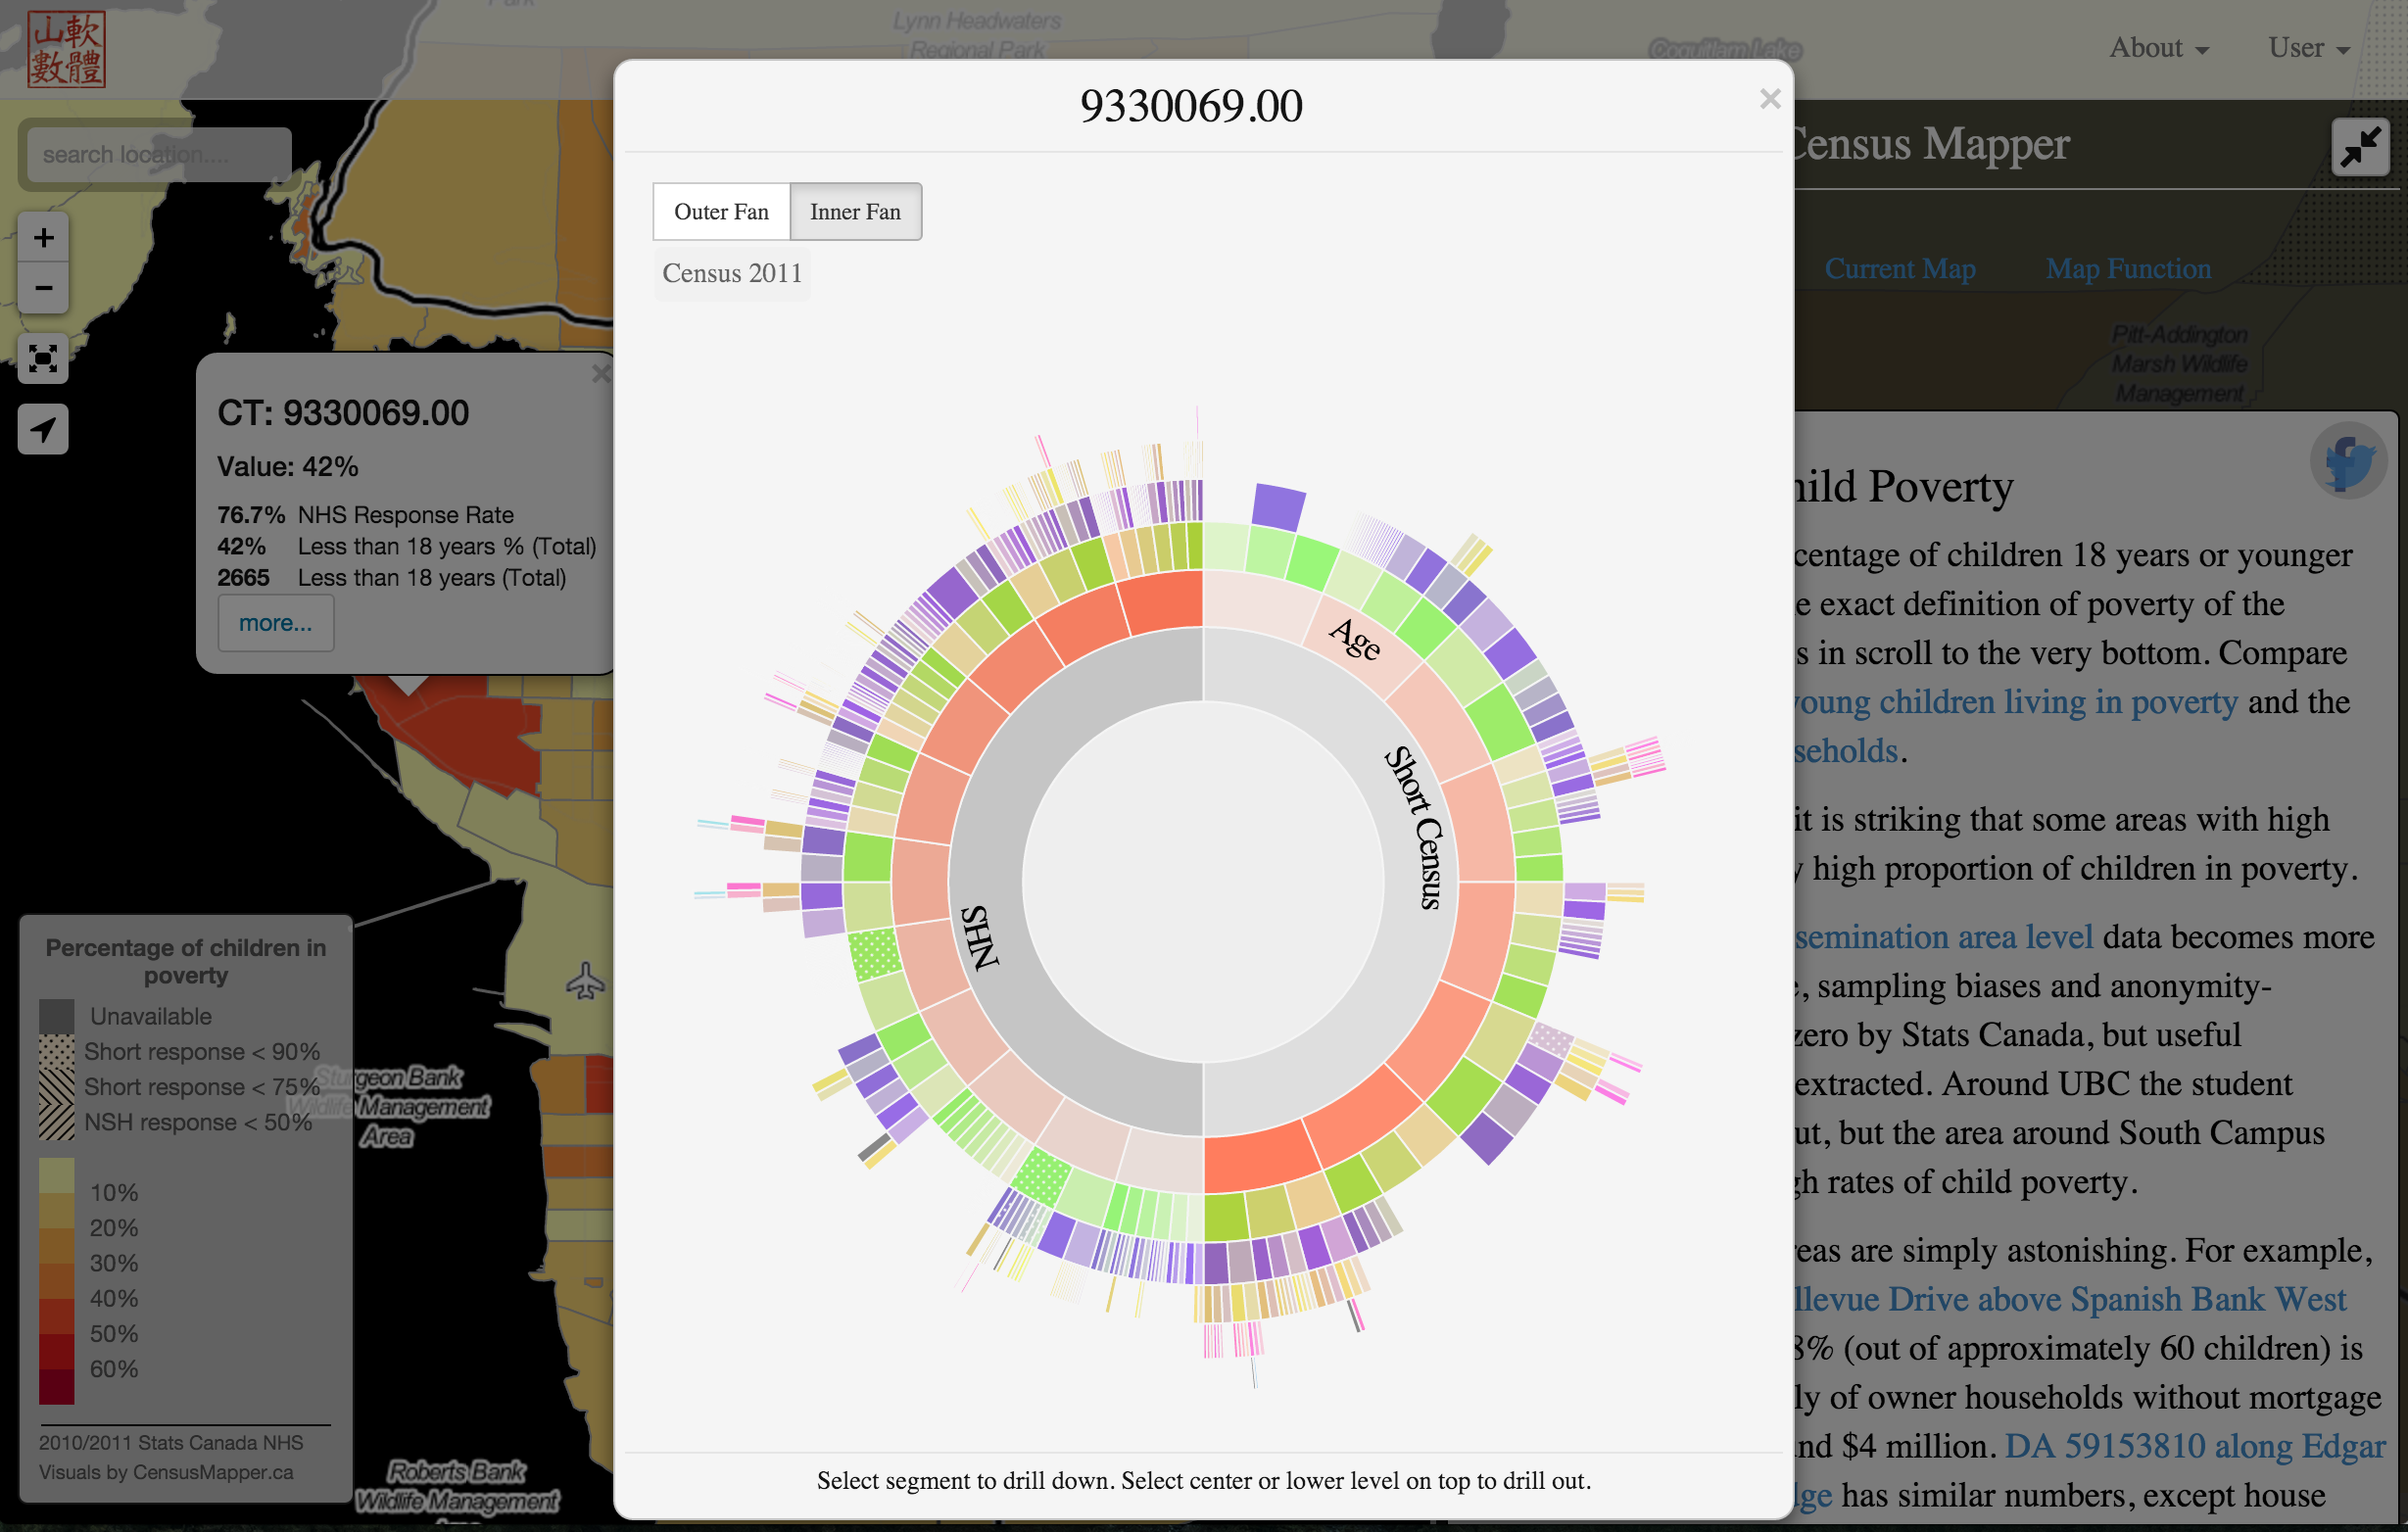 Park
Lynn Headwaters
Regional Park
Coquitlam Lake
山軟
數體
About
User
search location....
+
−
CT: 9330069.00
Value: 42%
76.7% NHS Response Rate
42% Less than 18 years % (Total)
2665 Less than 18 years (Total)
more...
Percentage of children in
poverty
Unavailable
Short response < 90%
Short response < 75%
NSH response < 50%
10%
20%
30%
40%
50%
60%
2010/2011 Stats Canada NHS
Visuals by CensusMapper.ca
Sturgeon Bank
Wildlife Management
Area
Roberts Bank
Wildlife Management
Area
9330069.00
×
Outer Fan
Inner Fan
Census 2011
Age
Short Census
NHS
Select segment to drill down. Select center or lower level on top to drill out.
Census Mapper
Current Map
Map Function
Pitt-Addington
Marsh Wildlife
Management
hild Poverty
centage of children 18 years or younger
e exact definition of poverty of the
s in scroll to the very bottom. Compare
young children living in poverty and the
seholds.
it is striking that some areas with high
y high proportion of children in poverty.
semination area level data becomes more
e, sampling biases and anonymity-
zero by Stats Canada, but useful
extracted. Around UBC the student
ut, but the area around South Campus
gh rates of child poverty.
reas are simply astonishing. For example,
llevue Drive above Spanish Bank West
8% (out of approximately 60 children) is
ly of owner households without mortgage
nd $4 million. DA 59153810 along Edgar
lge has similar numbers, except house